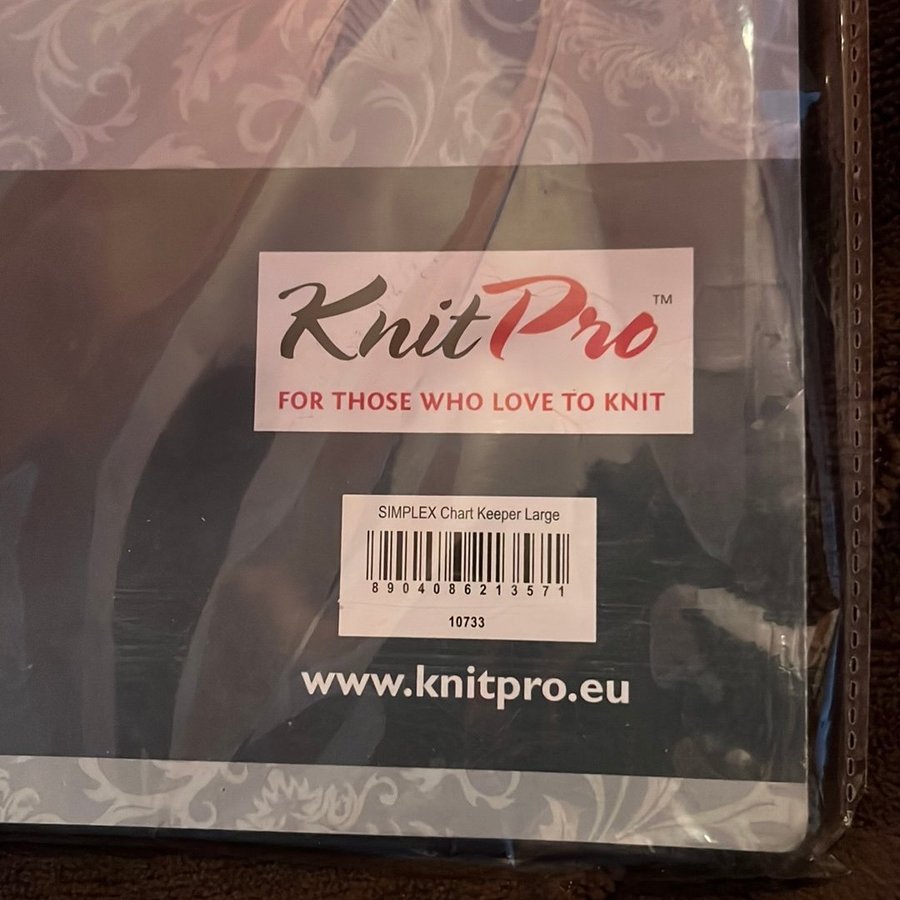 KnitPro™
FOR THOSE WHO LOVE TO KNIT
SIMPLEX Chart Keeper Large
8904086213571
10733
www.knitpro.eu